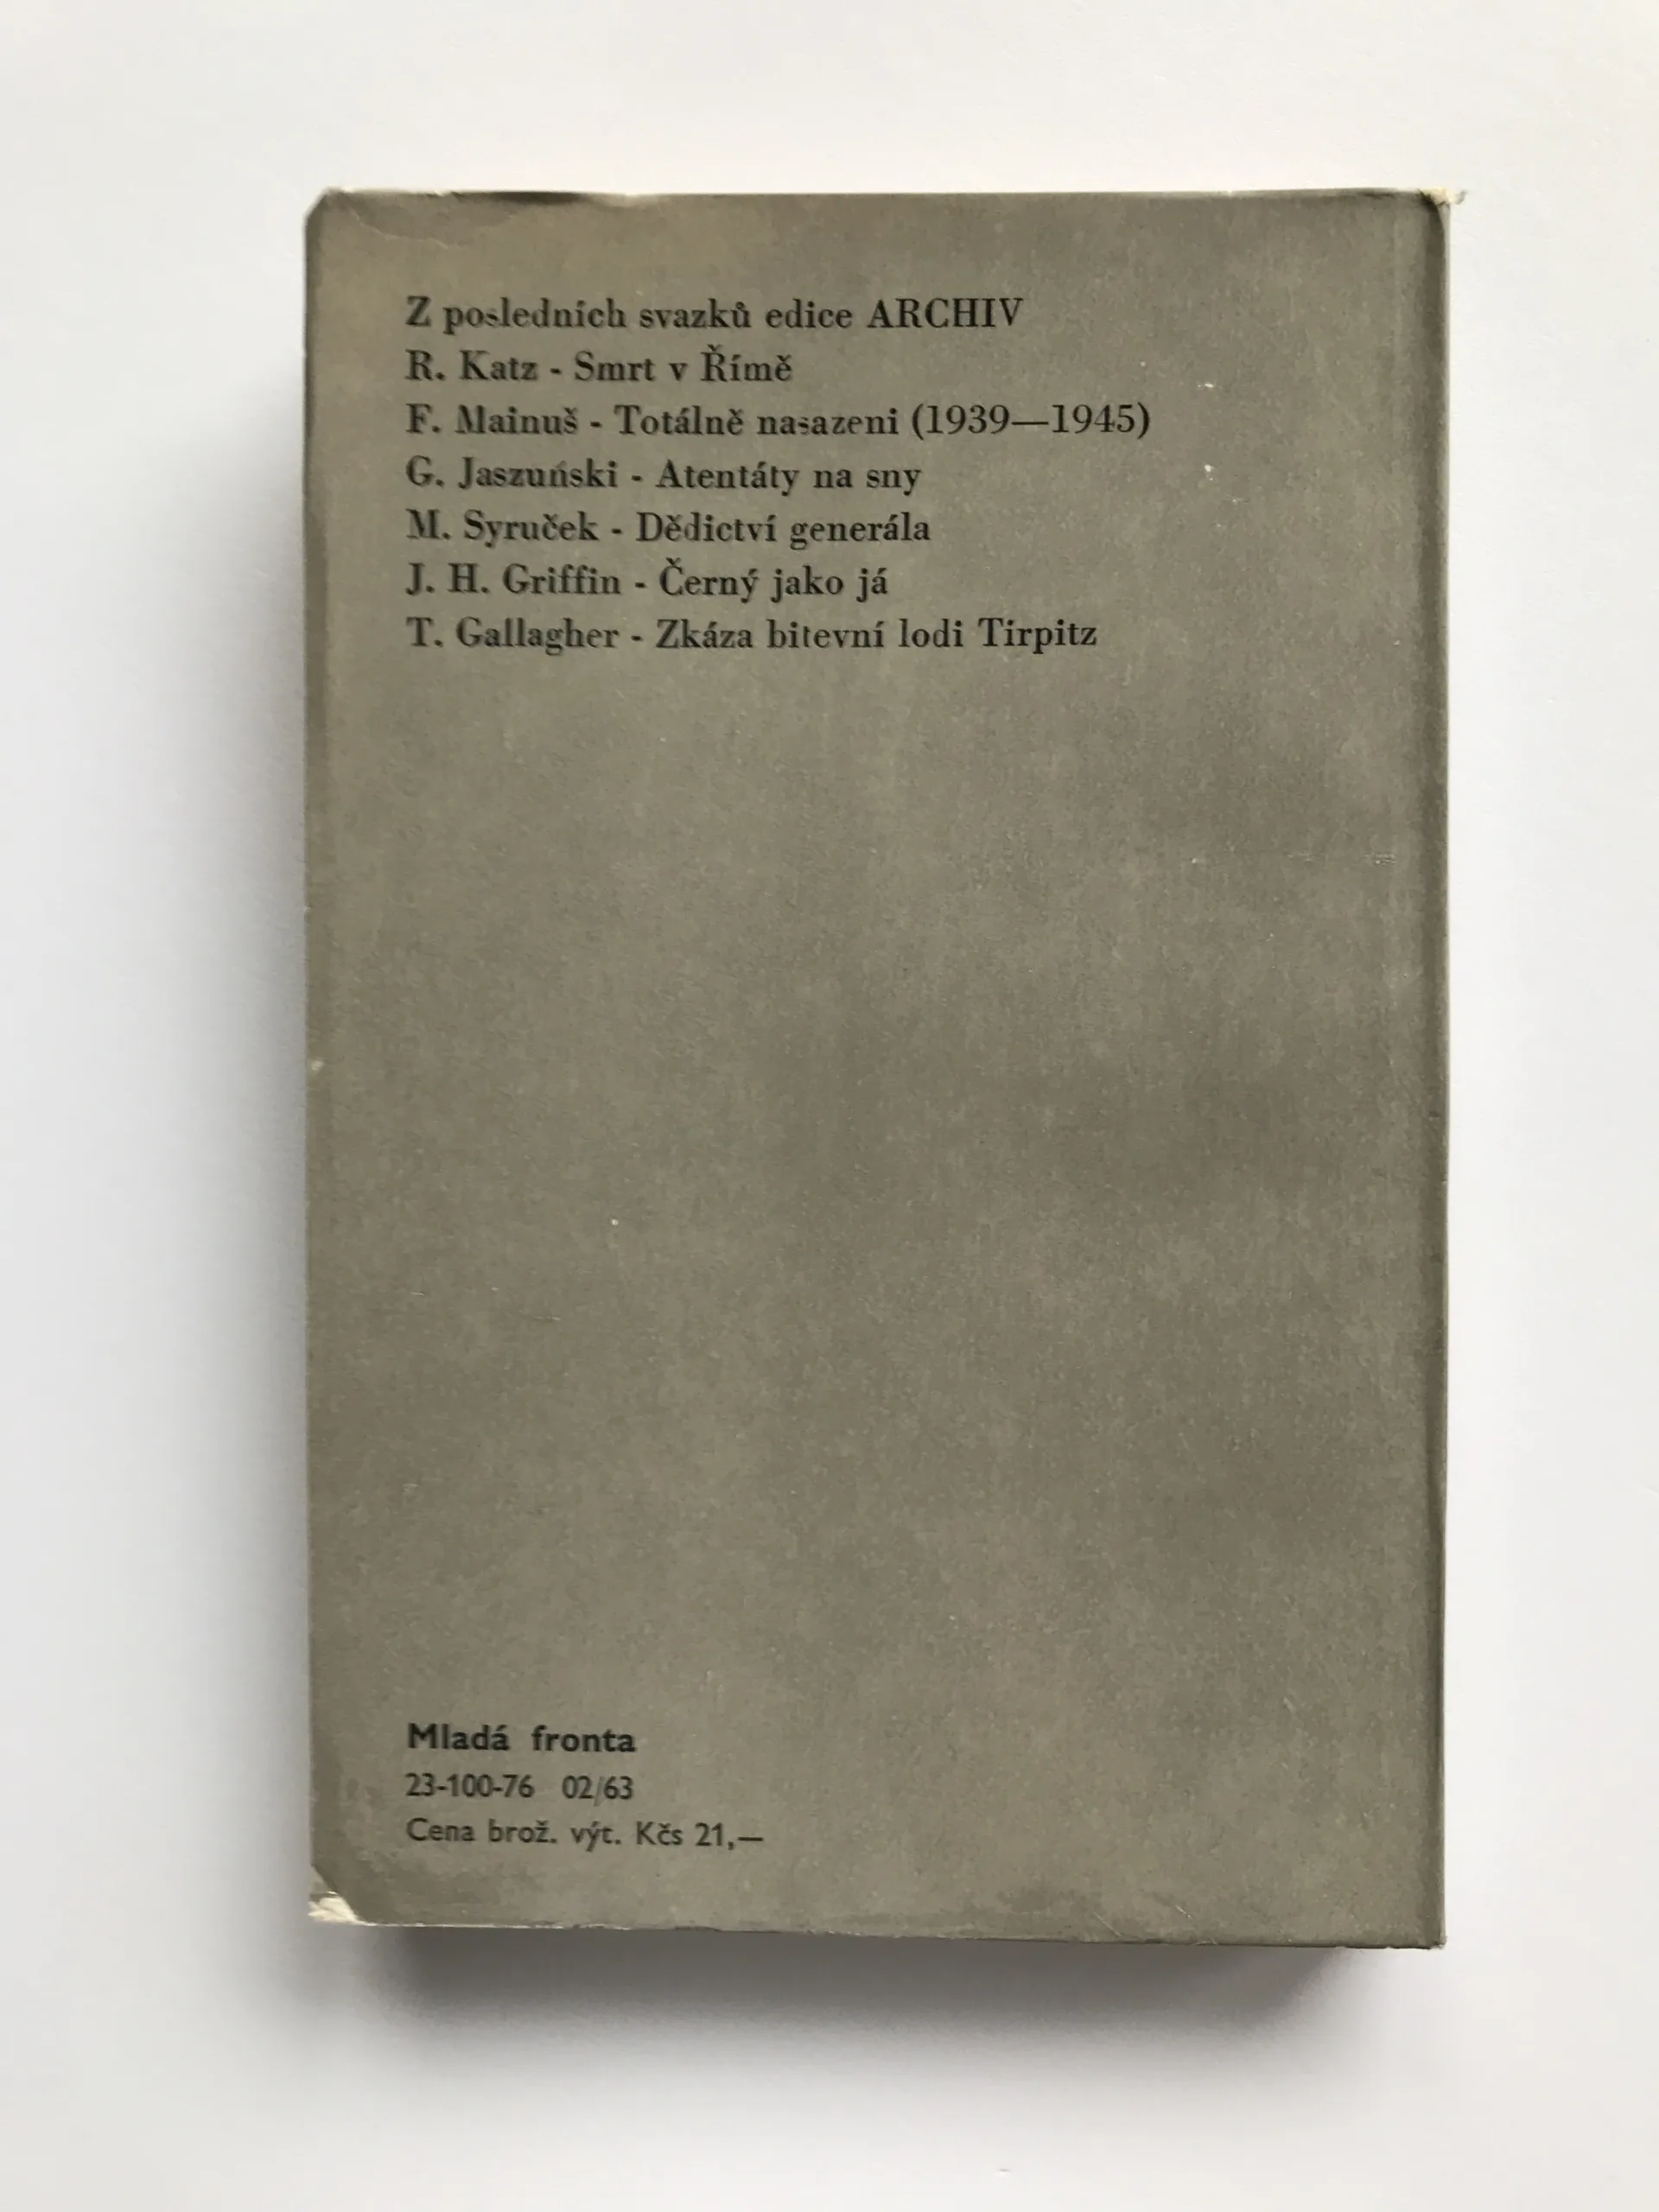 Z posledních svazků edice ARCHIV
R. Katz - Smrt v Římě
F. Mainuš - Totálně nasazeni (1939—1945)
G. Jaszuński - Atentáty na sny
M. Syruček - Dědictví generála
J. H. Griffin - Černý jako já
T. Gallagher - Zkáza bitevní lodi Tirpitz
Mladá fronta
23-100-76 02/63
Cena brož. výt. Kčs 21,—